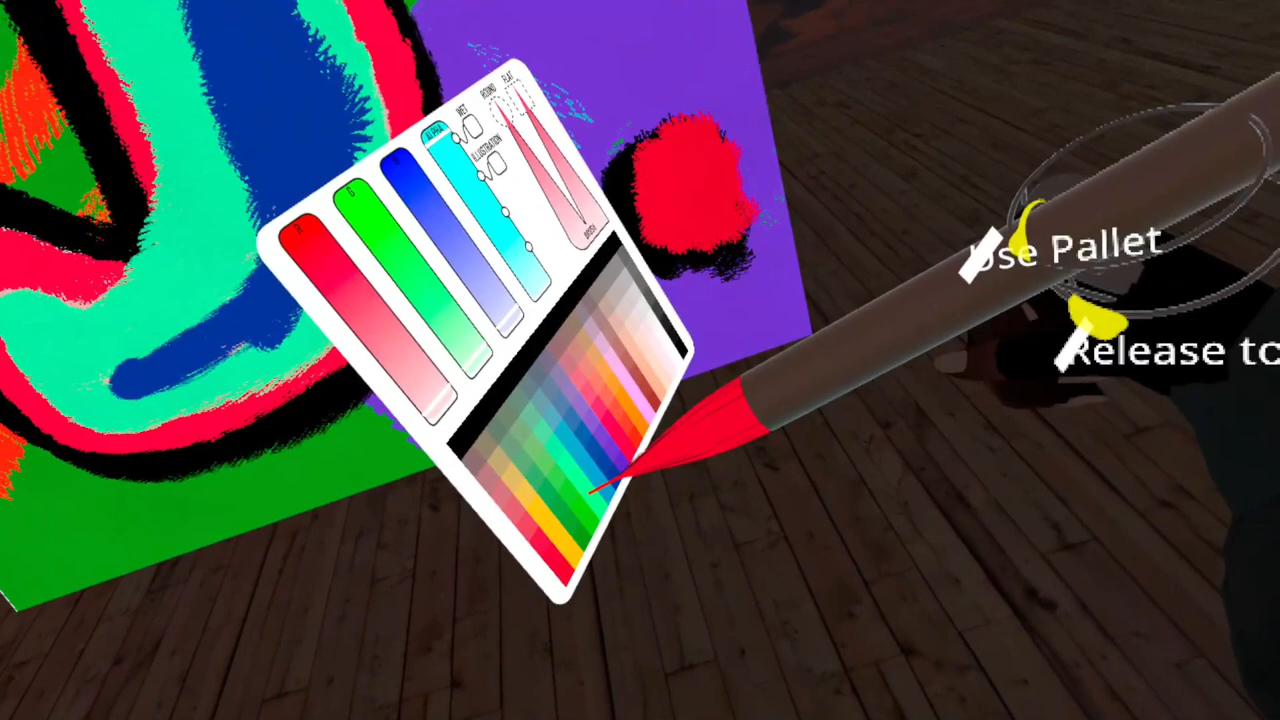 R
G
ALPHA
WET
ILLUSTRATION
ROUND
FLAT
BRUSH
Use Pallet
Release to